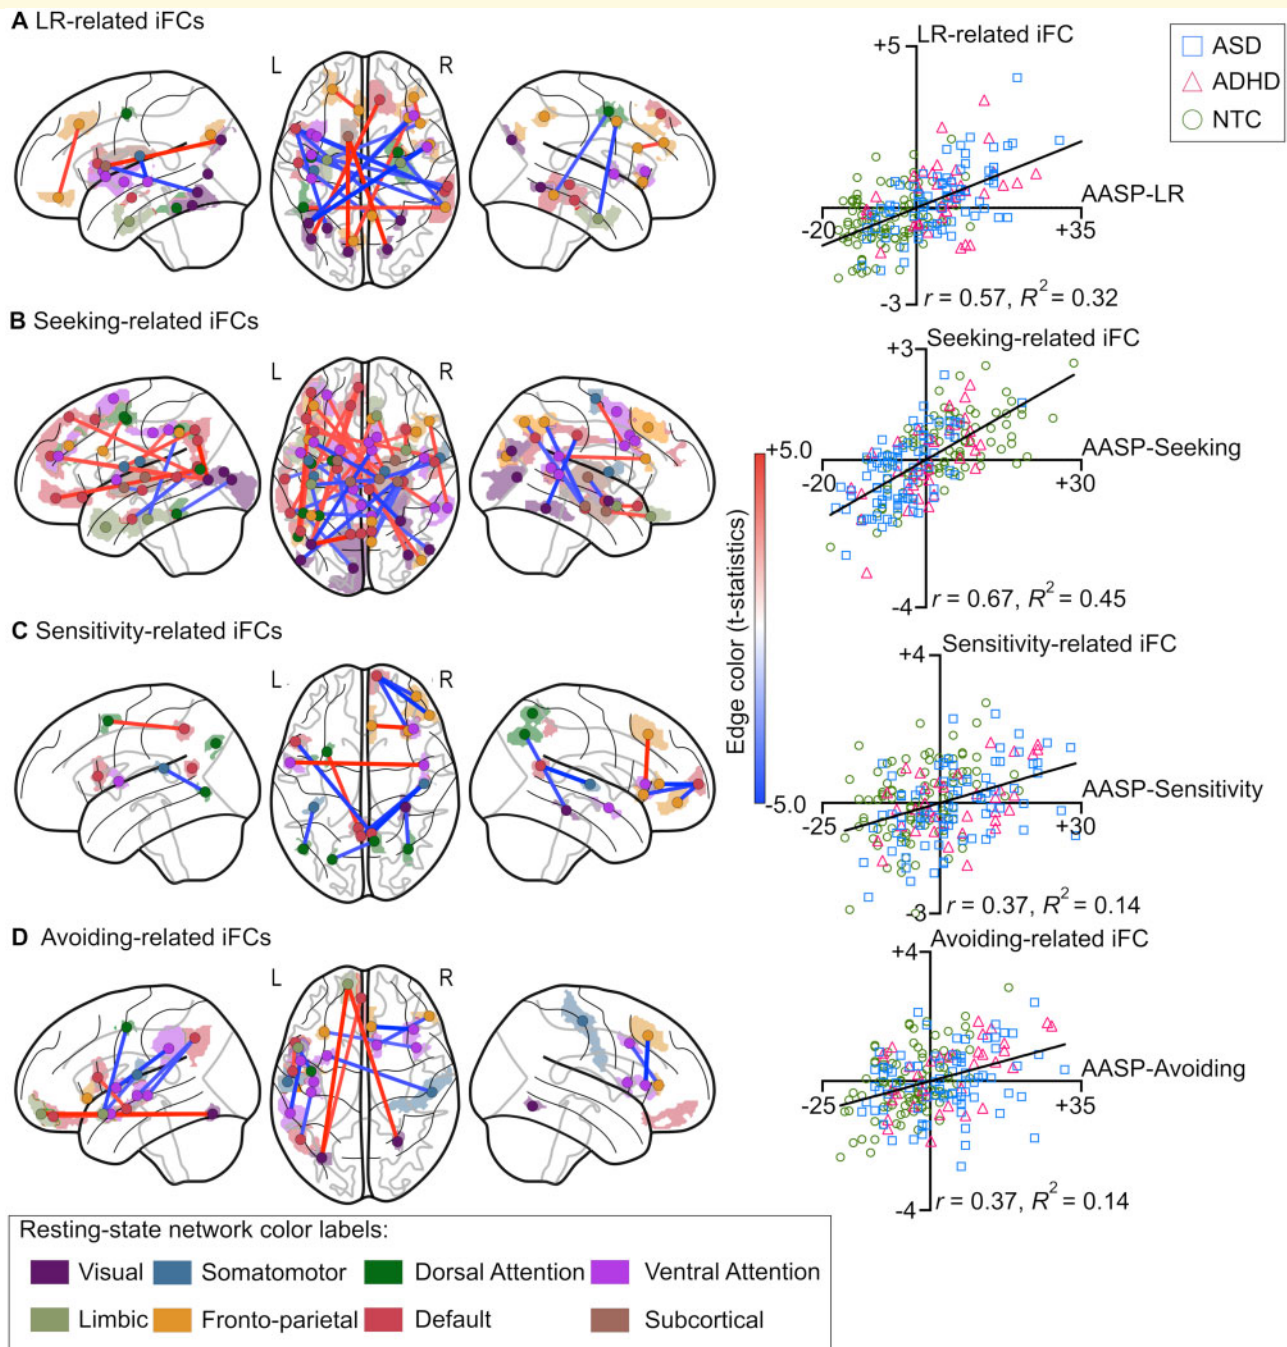 A LR-related iFCs
L
R
LR-related iFC
+5
AASP-LR
-20
+35
-3
r = 0.57, R² = 0.32
ASD
ADHD
NTC
B Seeking-related iFCs
L
R
Seeking-related iFC
+3
AASP-Seeking
-20
+30
-4
r = 0.67, R² = 0.45
+5.0
Edge color (t-statistics)
-5.0
C Sensitivity-related iFCs
L
R
Sensitivity-related iFC
+4
AASP-Sensitivity
-25
+30
-3
r = 0.37, R² = 0.14
D Avoiding-related iFCs
L
R
Avoiding-related iFC
+4
AASP-Avoiding
-25
+35
-4
r = 0.37, R² = 0.14
Resting-state network color labels:
Visual Somatomotor Dorsal Attention Ventral Attention
Limbic Fronto-parietal Default Subcortical